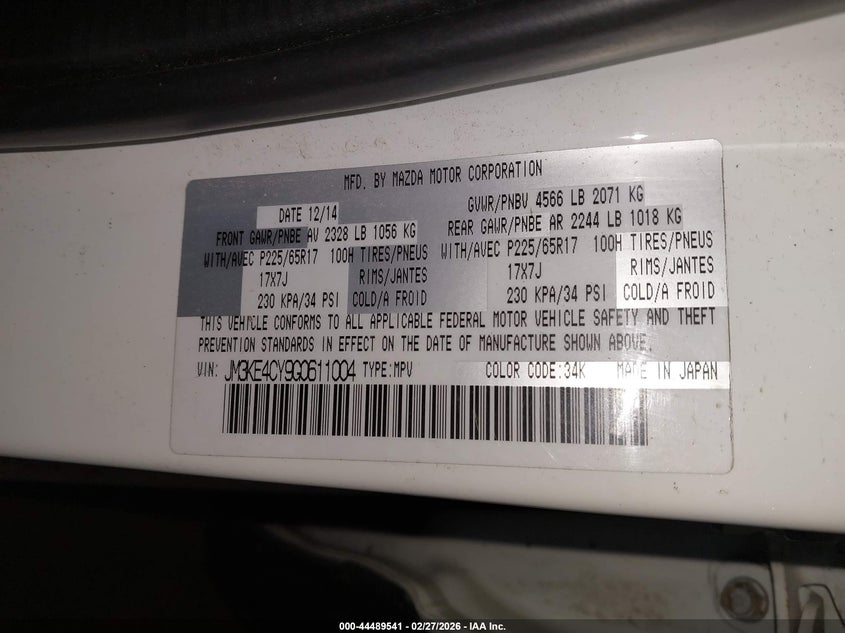 MFD. BY MAZDA MOTOR CORPORATION
DATE 12/14 GVWR/PNBV 4566 LB 2071 KG
FRONT GAWR/PNBE AV 2328 LB 1056 KG REAR GAWR/PNBE AR 2244 LB 1018 KG
WITH/AVEC P225/65R17 100H TIRES/PNEUS WITH/AVEC P225/65R17 100H TIRES/PNEUS
17X7J RIMS/JANTES 17X7J RIMS/JANTES
230 KPA/34 PSI COLD/A FROID 230 KPA/34 PSI COLD/A FROID
THIS VEHICLE CONFORMS TO ALL APPLICABLE FEDERAL MOTOR VEHICLE SAFETY AND THEFT
PREVENTION STANDARDS IN EFFECT ON THE DATE OF MANUFACTURE SHOWN ABOVE.
VIN: JM3KE4CY9G0611004 TYPE:MPV COLOR CODE:34K MADE IN JAPAN
000-44489541 - 02/27/2026 - IAA Inc.